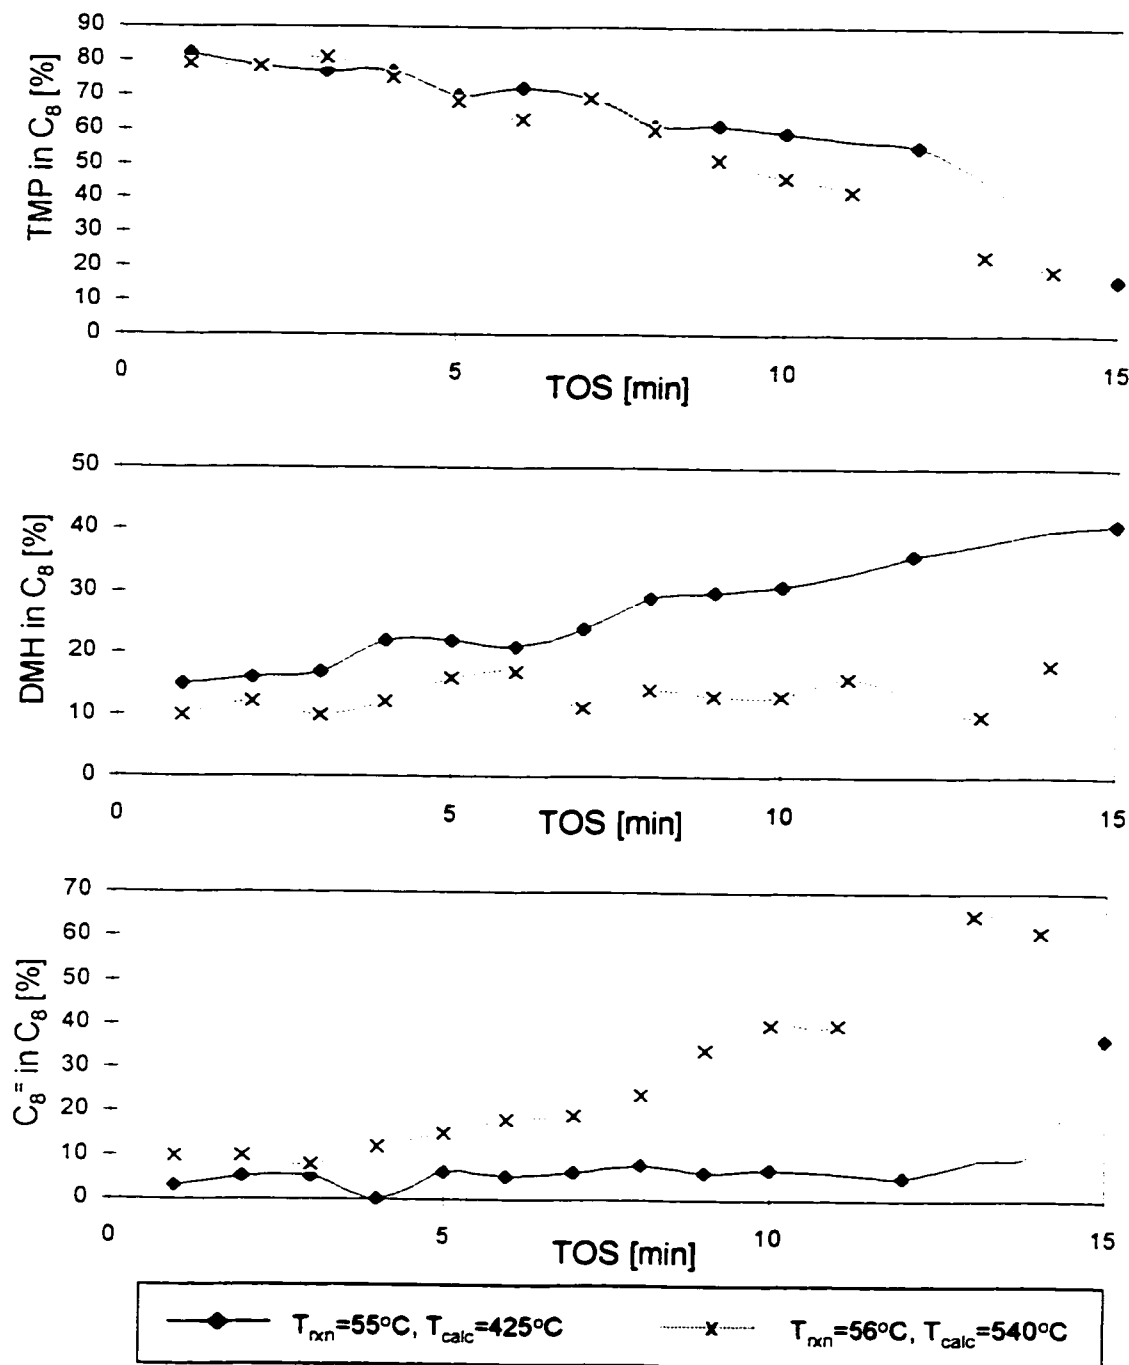 90
80
70
60
50
40
30
20
10
0
TMP in C₈ [%]
0 5 10 15
TOS [min]
50
40
30
20
10
0
DMH in C₈ [%]
0 5 10 15
TOS [min]
70
60
50
40
30
20
10
0
C₈⁼ in C₈ [%]
0 5 10 15
TOS [min]
Tᵣₓₙ=55°C, T_calc=425°C
Tᵣₓₙ=56°C, T_calc=540°C